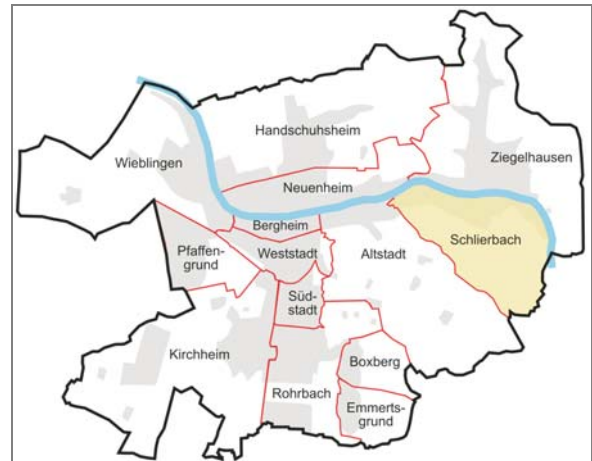 Handschuhsheim
Wieblingen
Ziegelhausen
Neuenheim
Bergheim
Schlierbach
Pfaffen-
grund
Weststadt
Altstadt
Süd-
stadt
Kirchheim
Boxberg
Rohrbach
Emmerts-
grund